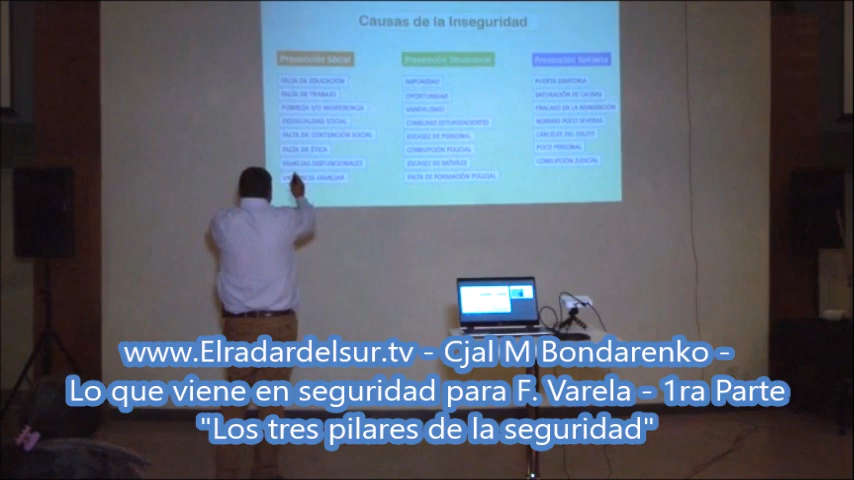 Causas de la Inseguridad
Prevención Social
FALTA DE EDUCACIÓN
FALTA DE TRABAJO
POBREZA Y/O INDIGENCIA
DESIGUALDAD SOCIAL
FALTA DE CONTENCIÓN SOCIAL
FALTA DE ÉTICA
FAMILIAS DISFUNCIONALES
VIOLENCIA FAMILIAR
Prevención Situacional
IMPUNIDAD
OPORTUNIDAD
VANDALISMO
CONSUMO ESTUPEFACIENTES
ESCASEZ DE PERSONAL
CORRUPCIÓN POLICIAL
ESCASEZ DE MÓVILES
FALTA DE FORMACIÓN POLICIAL
Prevención Terciaria
PUERTA GIRATORIA
SATURACIÓN DE CAUSAS
FRACASO EN LA REINSERCIÓN
NORMAS POCO SEVERAS
CÁRCELES DEL DELITO
POCO PERSONAL
CORRUPCIÓN JUDICIAL
www.Elradardelsur.tv - Cjal M Bondarenko -
Lo que viene en seguridad para F. Varela - 1ra Parte
"Los tres pilares de la seguridad"